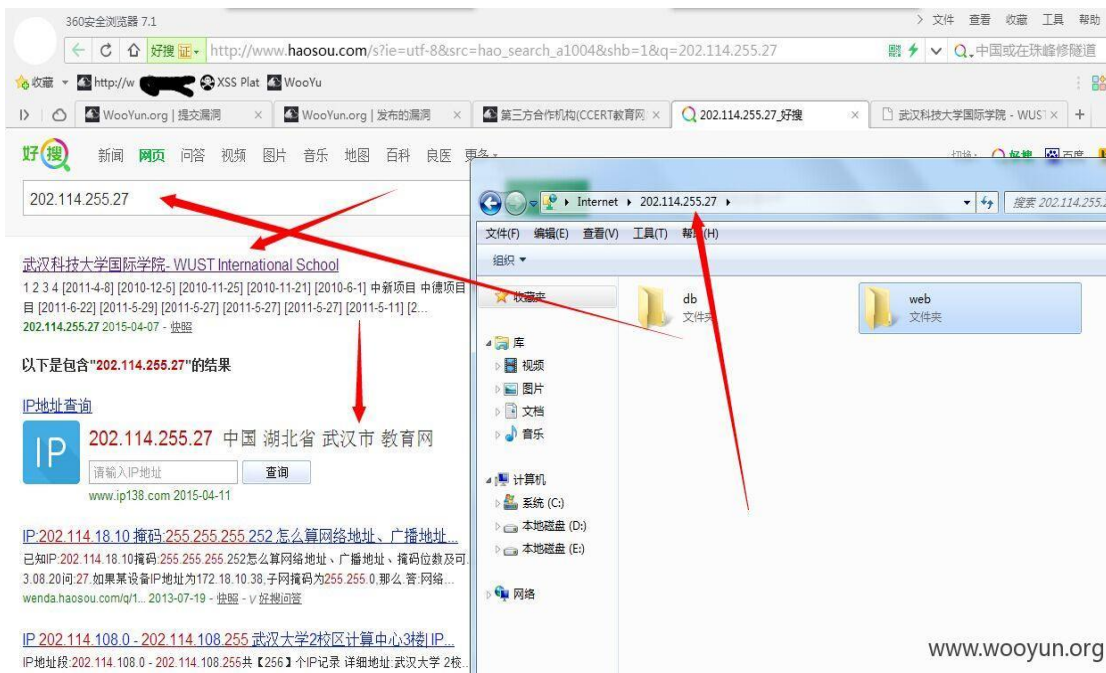 360安全浏览器 7.1
文件 查看 收藏 工具 帮助
好搜 证 http://www.haosou.com/s?ie=utf-8&src=hao_search_a1004&shb=1&q=202.114.255.27
中国或在珠峰修隧道
收藏 http://w XSS Plat WooYu
WooYun.org | 提交漏洞 × WooYun.org | 发布的漏洞 × 第三方合作机构(CCERT教育网 × 202.114.255.27_好搜 × 武汉科技大学国际学院 - WUST × +
好搜 新闻 网页 问答 视频 图片 音乐 地图 百科 良医 更多
切换: 好搜 百度
202.114.255.27
武汉科技大学国际学院- WUST International School
1 2 3 4 [2011-4-8] [2010-12-5] [2010-11-25] [2010-11-21] [2010-6-1] 中新项目 中德项目
目 [2011-6-22] [2011-5-29] [2011-5-27] [2011-5-27] [2011-5-27] [2011-5-11] [2...
202.114.255.27 2015-04-07 - 快照
以下是包含"202.114.255.27"的结果
IP地址查询
IP
202.114.255.27 中国 湖北省 武汉市 教育网
请输入IP地址 查询
www.ip138.com 2015-04-11
IP:202.114.18.10 掩码:255.255.255.252 怎么算网络地址、广播地址...
已知IP:202.114.18.10掩码:255.255.255.252怎么算网络地址、广播地址、掩码位数及可.
3.08.20问:27.如果某设备IP地址为172.18.10.38,子网掩码为255.255.0,那么.答:网络...
wenda.haosou.com/q/1... 2013-07-19 - 快照 - V 好搜问答
IP 202.114.108.0 - 202.114.108.255 武汉大学2校区计算中心3楼| IP...
IP地址段:202.114.108.0 - 202.114.108.255共【256】个IP记录 详细地址:武汉大学 2校..
Internet 202.114.255.27
搜索 202.114.255.2
文件(F) 编辑(E) 查看(V) 工具(T) 帮助(H)
组织
收藏夹
库
视频
图片
文档
音乐
计算机
系统 (C:)
本地磁盘 (D:)
本地磁盘 (E:)
网络
db
文件夹
web
文件夹
www.wooyun.org